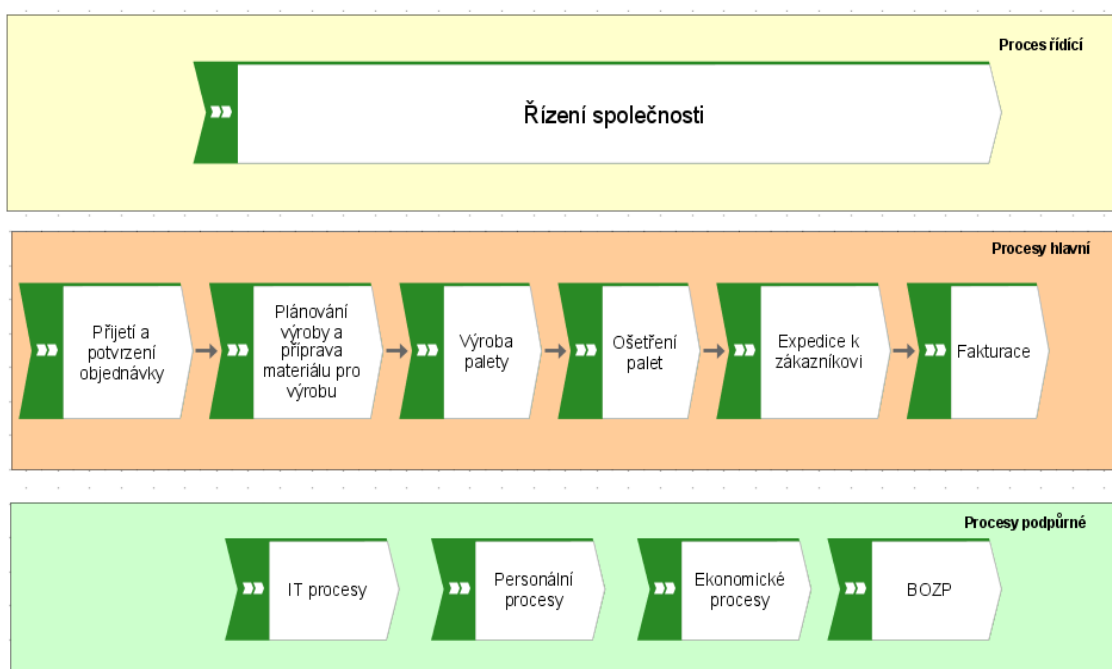 Proces řídící
Řízení společnosti
Procesy hlavní
Přijetí a
potvrzení
objednávky
Plánování
výroby a
příprava
materiálu pro
výrobu
Výroba
palety
Ošetření
palet
Expedice k
zákazníkovi
Fakturace
Procesy podpůrné
IT procesy
Personální
procesy
Ekonomické
procesy
BOZP